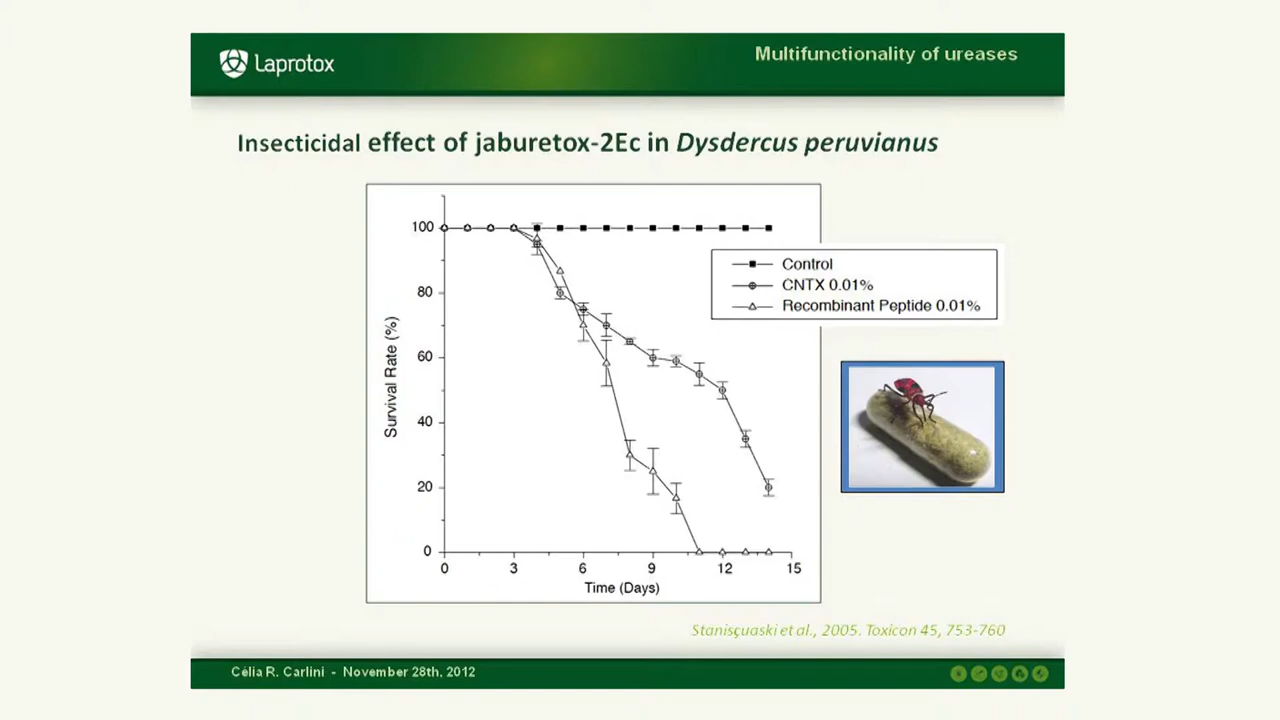 Laprotox
Multifunctionality of ureases
Insecticidal effect of jaburetox-2Ec in Dysdercus peruvianus
100
80
60
40
20
0
Survival Rate (%)
0 3 6 9 12 15
Time (Days)
Control
CNTX 0.01%
Recombinant Peptide 0.01%
Stanisçuaski et al., 2005. Toxicon 45, 753-760
Célia R. Carlini - November 28th, 2012